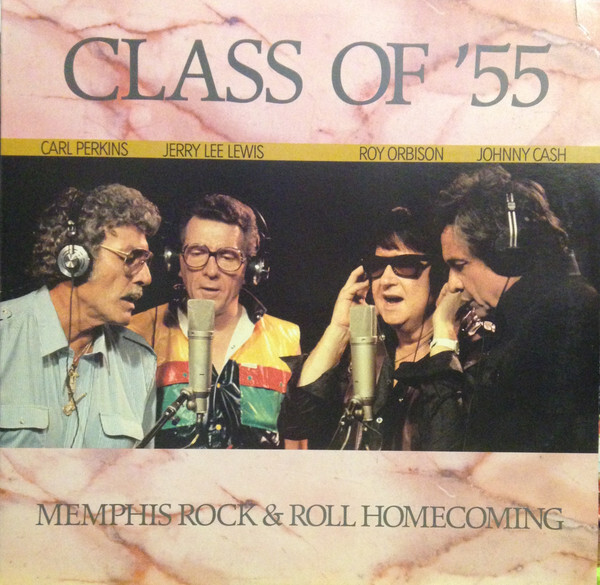 CLASS OF '55
CARL PERKINS JERRY LEE LEWIS ROY ORBISON JOHNNY CASH
MEMPHIS ROCK & ROLL HOMECOMING